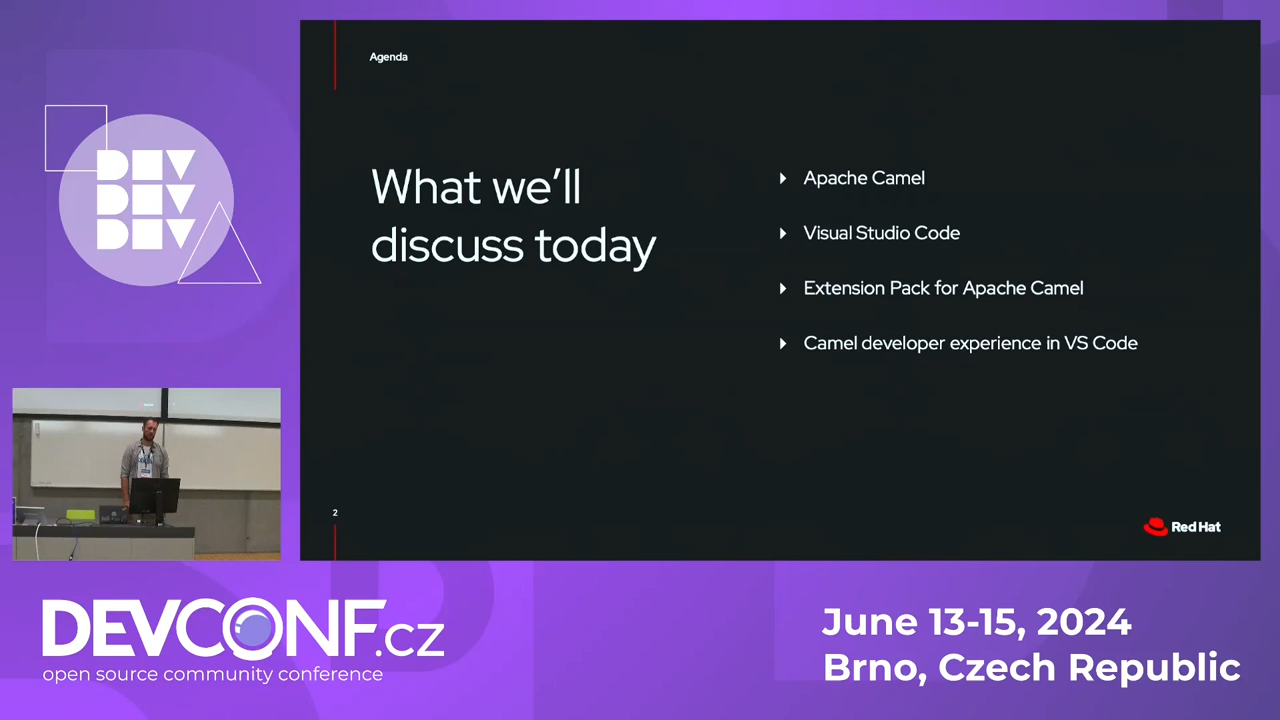 DEV
DEV
DEV
Agenda
What we'll
discuss today
Apache Camel
Visual Studio Code
Extension Pack for Apache Camel
Camel developer experience in VS Code
2
Red Hat
DEVCONF.cz
open source community conference
June 13-15, 2024
Brno, Czech Republic